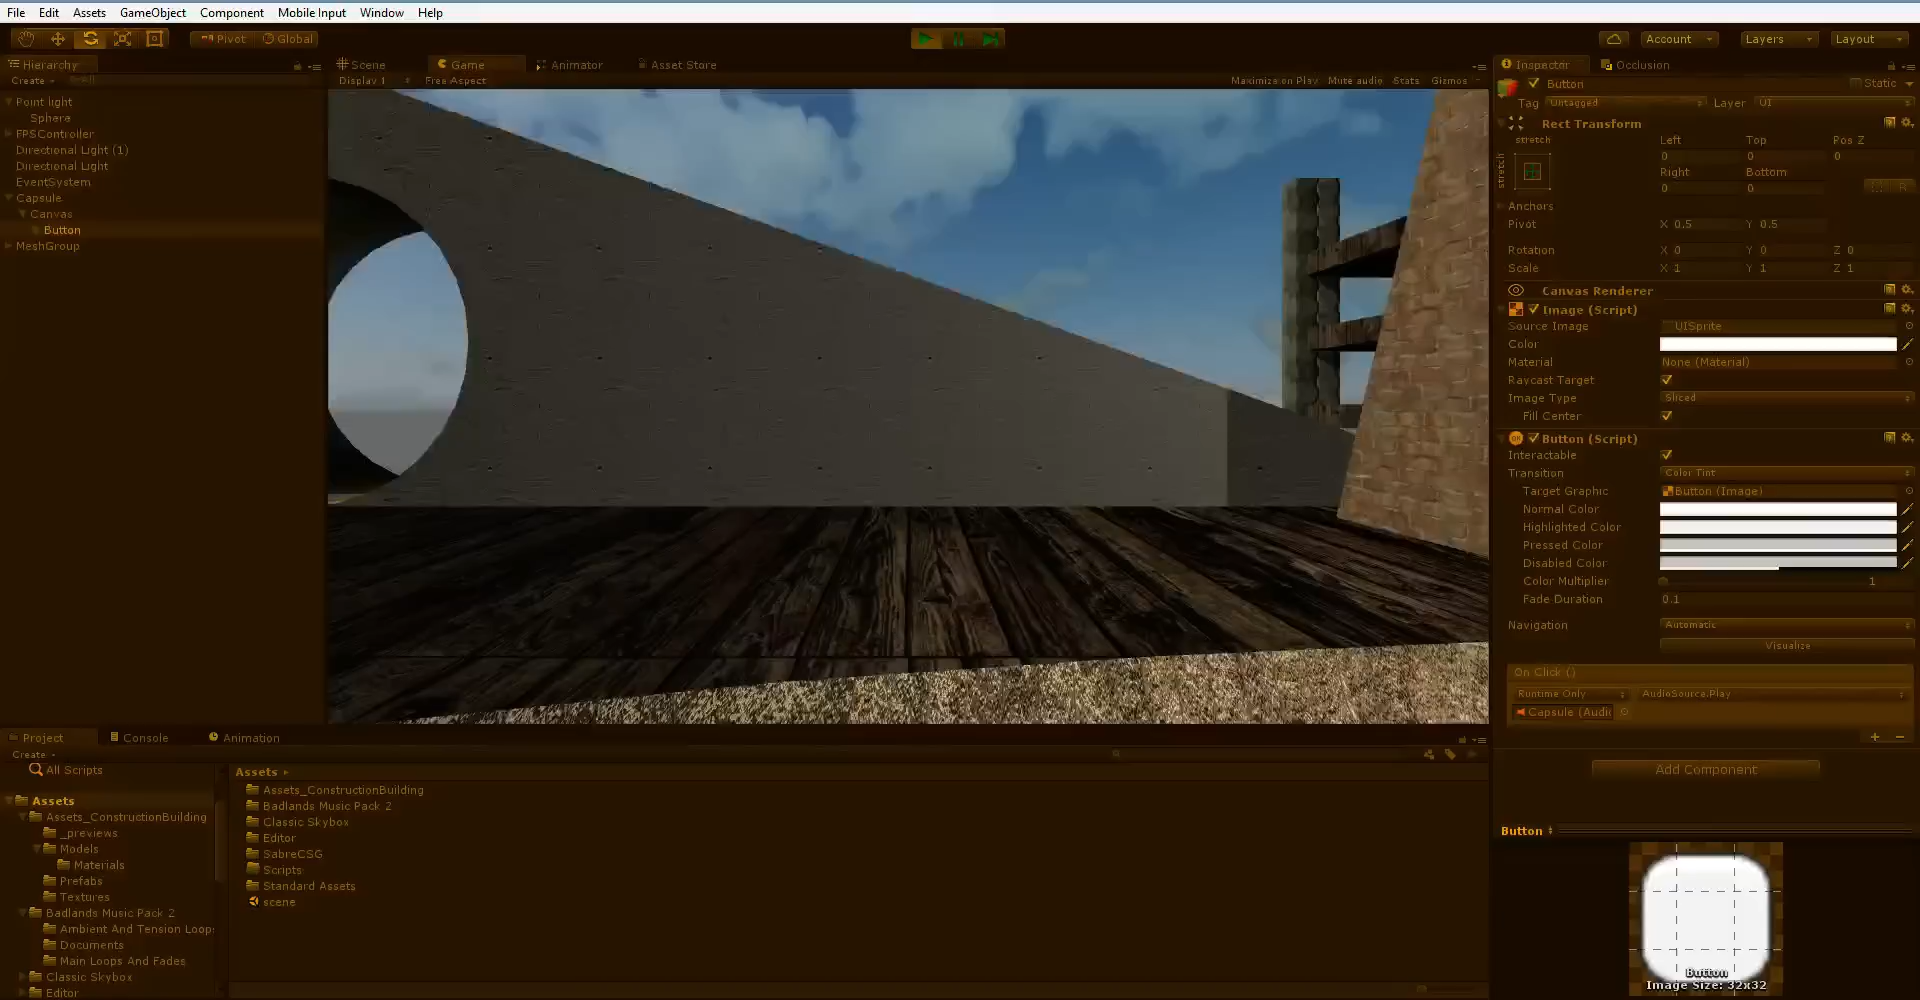 File Edit Assets GameObject Component Mobile Input Window Help
Pivot Global Account Layers Layout
Hierarchy
Create
Point light
Sphere
FPSController
Directional Light (1)
Directional Light
EventSystem
Capsule
Canvas
Button
MeshGroup
Scene Game Animator Asset Store
Display 1 Free Aspect Maximize on Play Mute audio Stats Gizmos
Inspector Occlusion
Button Static
Tag Untagged Layer UI
Rect Transform
stretch Left Top Pos Z
stretch 0 0 0
Right Bottom
0 0 R
Anchors
Pivot X 0.5 Y 0.5
Rotation X 0 Y 0 Z 0
Scale X 1 Y 1 Z 1
Canvas Renderer
Image (Script)
Source Image UISprite
Color
Material None (Material)
Raycast Target
Image Type Sliced
Fill Center
Button (Script)
Interactable
Transition Color Tint
Target Graphic Button (Image)
Normal Color
Highlighted Color
Pressed Color
Disabled Color
Color Multiplier 1
Fade Duration 0.1
Navigation Automatic
Visualize
On Click ()
Runtime Only AudioSource.Play
Capsule (Audi
+ −
Add Component
Button
Button
Image Size: 32x32
Project Console Animation
Create
All Scripts
Assets
Assets_ConstructionBuilding
_previews
Models
Materials
Prefabs
Textures
Badlands Music Pack 2
Ambient And Tension Loop
Documents
Main Loops And Fades
Classic Skybox
Editor
Assets
Assets_ConstructionBuilding
Badlands Music Pack 2
Classic Skybox
Editor
SabreCSG
Scripts
Standard Assets
scene